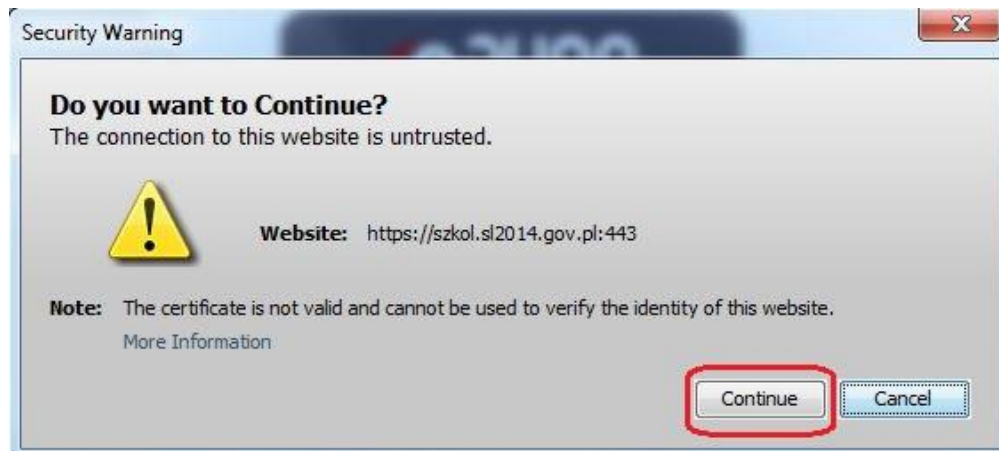 Security Warning
Do you want to Continue?
The connection to this website is untrusted.
Website: https://szkol.sl2014.gov.pl:443
Note: The certificate is not valid and cannot be used to verify the identity of this website.
More Information
Continue Cancel